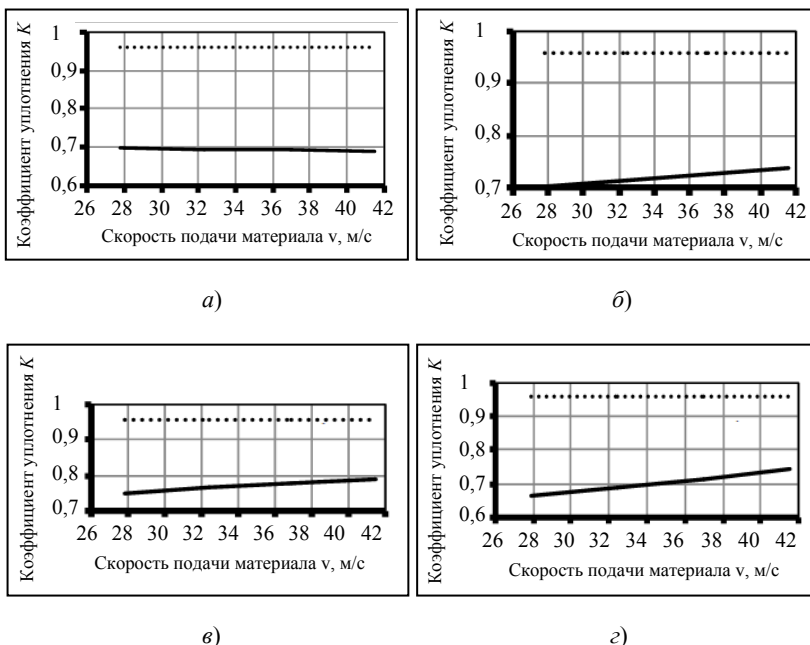 Коэффициент уплотнения K
1
0,9
0,8
0,7
0,6
26 28 30 32 34 36 38 40 42
Скорость подачи материала v, м/с
а)
Коэффициент уплотнения K
1
0,9
0,8
0,7
26 28 30 32 34 36 38 40 42
Скорость подачи материала v, м/с
б)
Коэффициент уплотнения K
1
0,9
0,8
0,7
26 28 30 32 34 36 38 40 42
Скорость подачи материала v, м/с
в)
Коэффициент уплотнения K
1
0,9
0,8
0,7
0,6
26 28 30 32 34 36 38 40 42
Скорость подачи материала v, м/с
г)